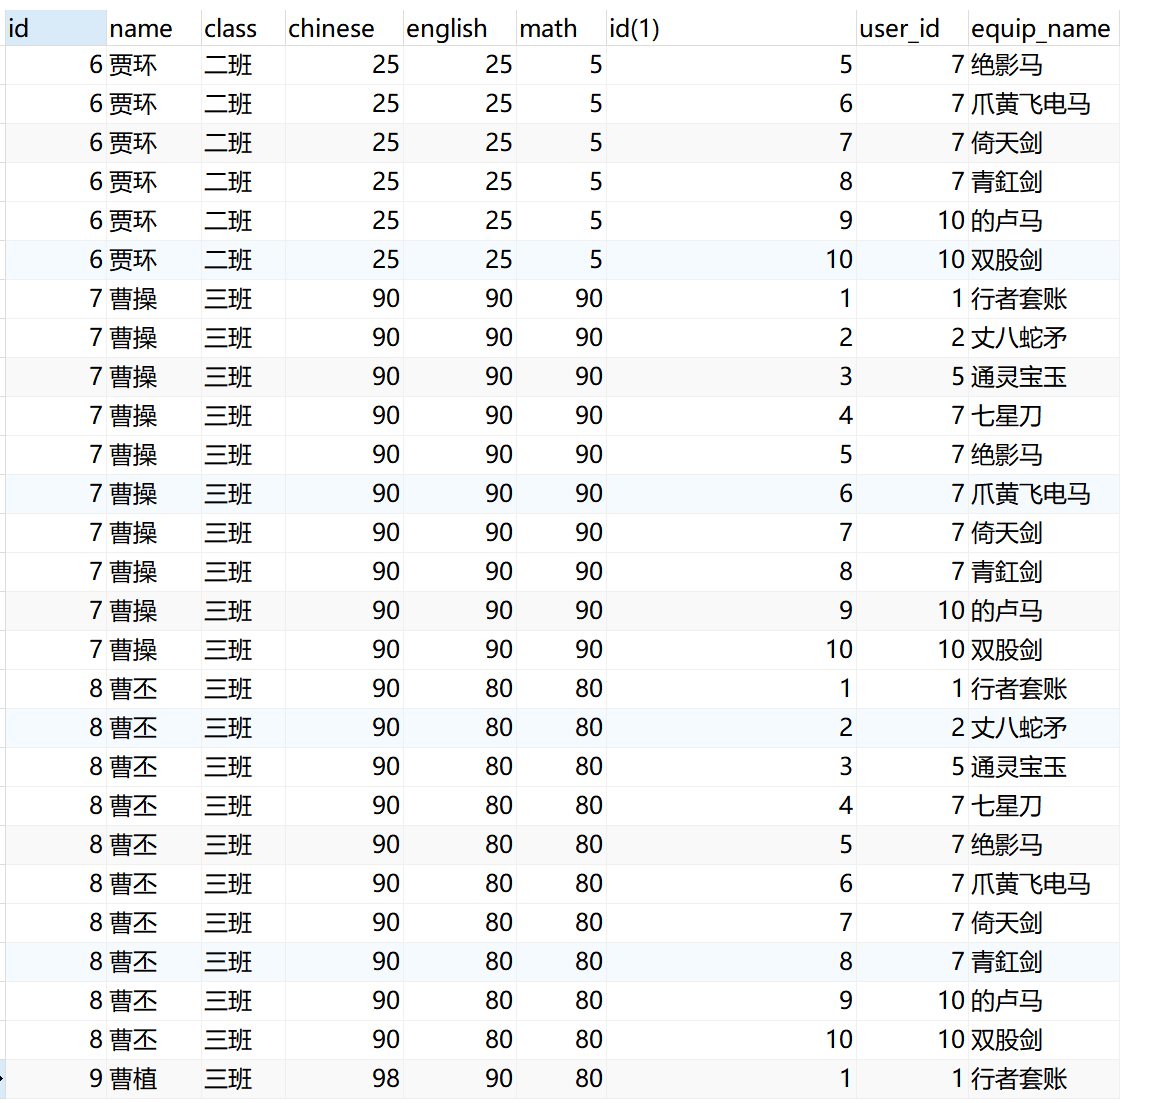 id name class chinese english math id(1) user_id equip_name
6 贾环 二班 25 25 5 5 7 绝影马
6 贾环 二班 25 25 5 6 7 爪黄飞电马
6 贾环 二班 25 25 5 7 7 倚天剑
6 贾环 二班 25 25 5 8 7 青釭剑
6 贾环 二班 25 25 5 9 10 的卢马
6 贾环 二班 25 25 5 10 10 双股剑
7 曹操 三班 90 90 90 1 1 行者套账
7 曹操 三班 90 90 90 2 2 丈八蛇矛
7 曹操 三班 90 90 90 3 5 通灵宝玉
7 曹操 三班 90 90 90 4 7 七星刀
7 曹操 三班 90 90 90 5 7 绝影马
7 曹操 三班 90 90 90 6 7 爪黄飞电马
7 曹操 三班 90 90 90 7 7 倚天剑
7 曹操 三班 90 90 90 8 7 青釭剑
7 曹操 三班 90 90 90 9 10 的卢马
7 曹操 三班 90 90 90 10 10 双股剑
8 曹丕 三班 90 80 80 1 1 行者套账
8 曹丕 三班 90 80 80 2 2 丈八蛇矛
8 曹丕 三班 90 80 80 3 5 通灵宝玉
8 曹丕 三班 90 80 80 4 7 七星刀
8 曹丕 三班 90 80 80 5 7 绝影马
8 曹丕 三班 90 80 80 6 7 爪黄飞电马
8 曹丕 三班 90 80 80 7 7 倚天剑
8 曹丕 三班 90 80 80 8 7 青釭剑
8 曹丕 三班 90 80 80 9 10 的卢马
8 曹丕 三班 90 80 80 10 10 双股剑
9 曹植 三班 98 90 80 1 1 行者套账